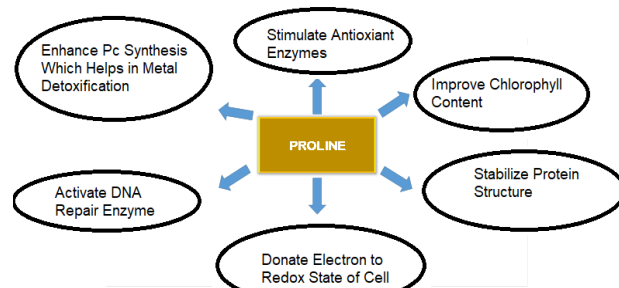 Stimulate Antioxiant
Enzymes
Enhance Pc Synthesis
Which Helps in Metal
Detoxification
Improve Chlorophyll
Content
PROLINE
Activate DNA
Repair Enzyme
Stabilize Protein
Structure
Donate Electron to
Redox State of Cell